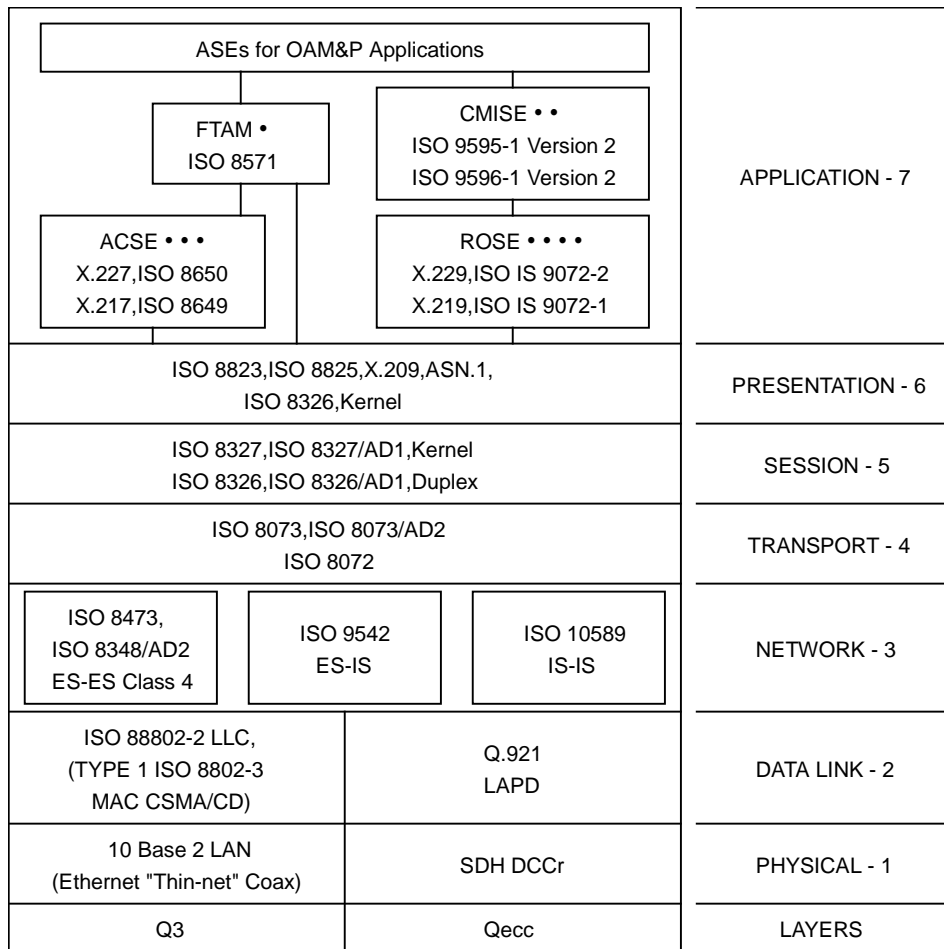 ASEs for OAM&P Applications
FTAM •
ISO 8571
CMISE • •
ISO 9595-1 Version 2
ISO 9596-1 Version 2
APPLICATION - 7
ACSE • • •
X.227,ISO 8650
X.217,ISO 8649
ROSE • • • •
X.229,ISO IS 9072-2
X.219,ISO IS 9072-1
ISO 8823,ISO 8825,X.209,ASN.1,
ISO 8326,Kernel
PRESENTATION - 6
ISO 8327,ISO 8327/AD1,Kernel
ISO 8326,ISO 8326/AD1,Duplex
SESSION - 5
ISO 8073,ISO 8073/AD2
ISO 8072
TRANSPORT - 4
ISO 8473,
ISO 8348/AD2
ES-ES Class 4
ISO 9542
ES-IS
ISO 10589
IS-IS
NETWORK - 3
ISO 88802-2 LLC,
(TYPE 1 ISO 8802-3
MAC CSMA/CD)
Q.921
LAPD
DATA LINK - 2
10 Base 2 LAN
(Ethernet "Thin-net" Coax)
SDH DCCr
PHYSICAL - 1
Q3
Qecc
LAYERS